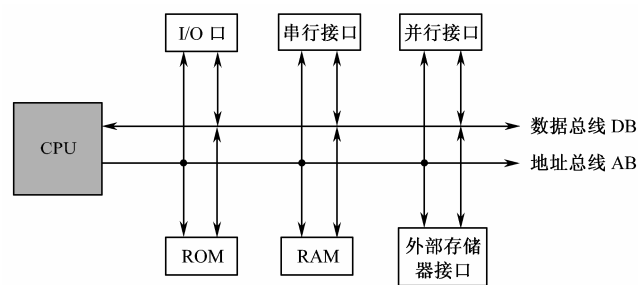 I/O 口
串行接口
并行接口
CPU
数据总线 DB
地址总线 AB
ROM
RAM
外部存储
器接口